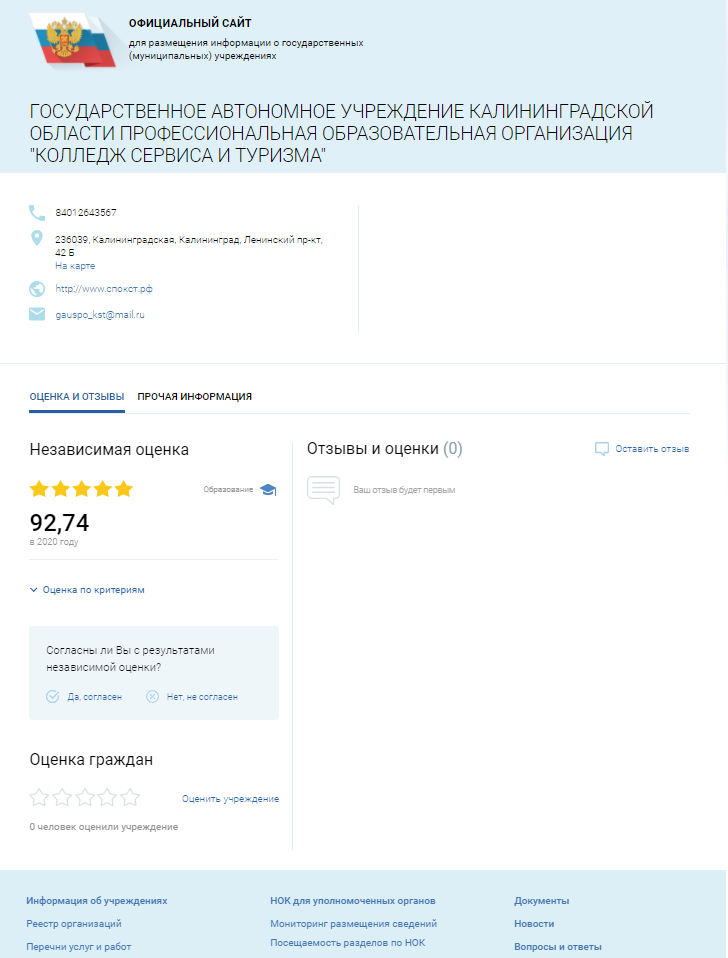 ОФИЦИАЛЬНЫЙ САЙТ
для размещения информации о государственных
(муниципальных) учреждениях
ГОСУДАРСТВЕННОЕ АВТОНОМНОЕ УЧРЕЖДЕНИЕ КАЛИНИНГРАДСКОЙ
ОБЛАСТИ ПРОФЕССИОНАЛЬНАЯ ОБРАЗОВАТЕЛЬНАЯ ОРГАНИЗАЦИЯ
"КОЛЛЕДЖ СЕРВИСА И ТУРИЗМА"
84012643567
236039, Калининградская, Калининград, Ленинский пр-кт,
42 Б
На карте
http://www.спокст.рф
gauspo_kst@mail.ru
ОЦЕНКА И ОТЗЫВЫ ПРОЧАЯ ИНФОРМАЦИЯ
Независимая оценка
Образование
92,74
в 2020 году
Оценка по критериям
Согласны ли Вы с результатами
независимой оценки?
Да, согласен Нет, не согласен
Оценка граждан
Оценить учреждение
0 человек оценили учреждение
Отзывы и оценки (0)
Оставить отзыв
Ваш отзыв будет первым
Информация об учреждениях
Реестр организаций
Перечни услуг и работ
НОК для уполномоченных органов
Мониторинг размещения сведений
Посещаемость разделов по НОК
Документы
Новости
Вопросы и ответы